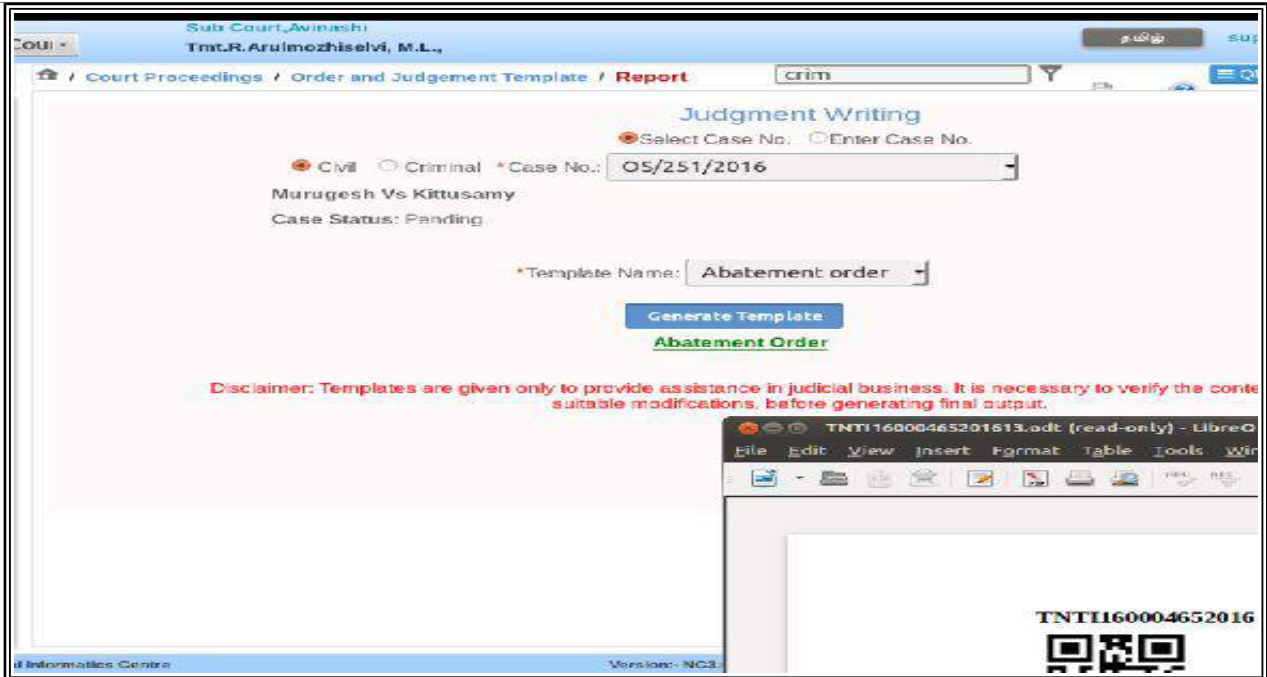 Sub Court,Avinashi
Cour
Tmt.R.Arulmozhiselvi, M.L.,
தமிழ்
sup
/ Court Proceedings / Order and Judgement Template / Report
crim
Judgment Writing
Select Case No. Enter Case No.
Civil Criminal *Case No.: OS/251/2016
Murugesh Vs Kittusamy
Case Status: Pending
*Template Name: Abatement order
Generate Template
Abatement Order
Disclaimer: Templates are given only to provide assistance in judicial business. It is necessary to verify the conte
suitable modifications, before generating final output.
TNTI16000465201613.odt (read-only) - LibreO
File Edit View Insert Format Table Tools Win
TNTI160004652016
l Informatics Centre
Version:- NC3.